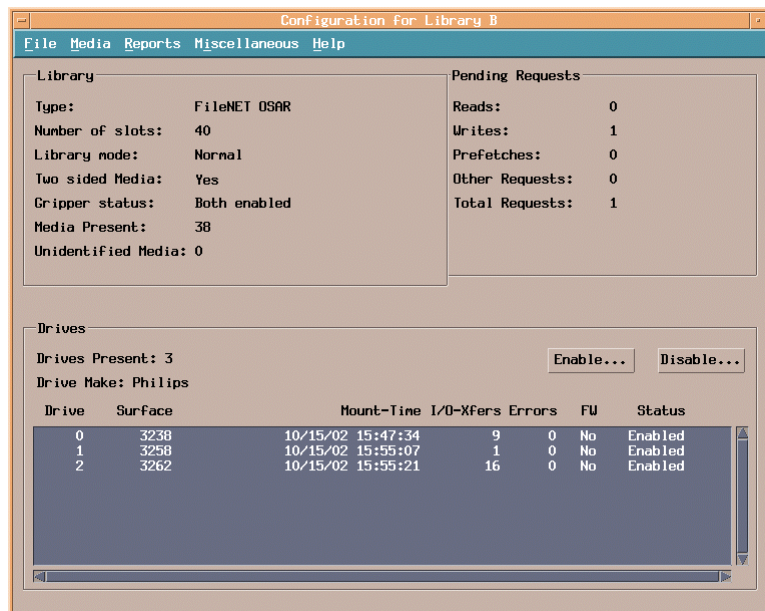 Configuration for Library B
File Media Reports Miscellaneous Help
Library
Type: FileNET OSAR
Number of slots: 40
Library mode: Normal
Two sided Media: Yes
Gripper status: Both enabled
Media Present: 38
Unidentified Media: 0
Pending Requests
Reads: 0
Writes: 1
Prefetches: 0
Other Requests: 0
Total Requests: 1
Drives
Drives Present: 3
Enable... Disable...
Drive Make: Philips
Drive Surface Mount-Time I/O-Xfers Errors FW Status
0 3238 10/15/02 15:47:34 9 0 No Enabled
1 3258 10/15/02 15:55:07 1 0 No Enabled
2 3262 10/15/02 15:55:21 16 0 No Enabled